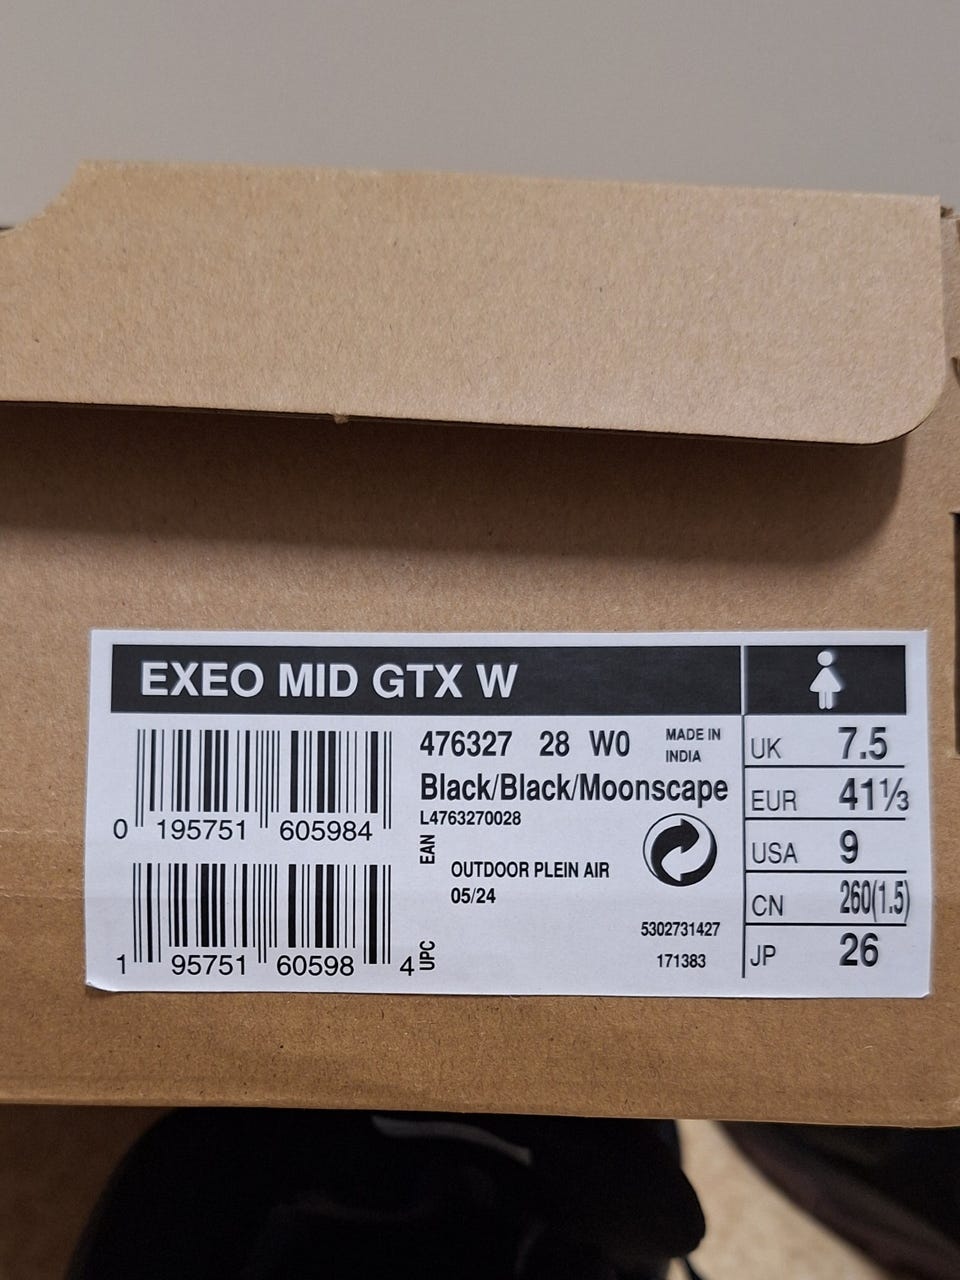 EXEO MID GTX W
0 195751 605984
476327 28 W0
MADE IN
INDIA
Black/Black/Moonscape
L4763270028
EAN
OUTDOOR PLEIN AIR
05/24
1 95751 60598 4
UPC
5302731427
171383
UK 7.5
EUR 41⅓
USA 9
CN 260(1.5)
JP 26